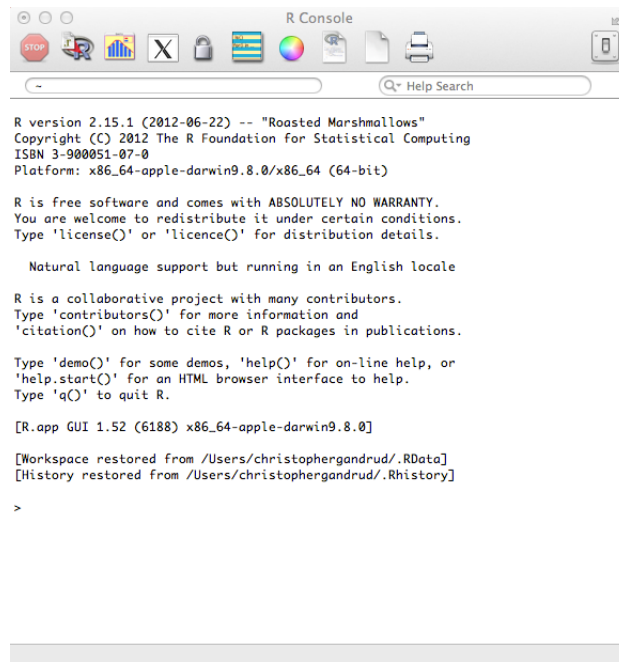 R Console
STOP
~
Help Search
R version 2.15.1 (2012-06-22) -- "Roasted Marshmallows"
Copyright (C) 2012 The R Foundation for Statistical Computing
ISBN 3-900051-07-0
Platform: x86_64-apple-darwin9.8.0/x86_64 (64-bit)
R is free software and comes with ABSOLUTELY NO WARRANTY.
You are welcome to redistribute it under certain conditions.
Type 'license()' or 'licence()' for distribution details.
Natural language support but running in an English locale
R is a collaborative project with many contributors.
Type 'contributors()' for more information and
'citation()' on how to cite R or R packages in publications.
Type 'demo()' for some demos, 'help()' for on-line help, or
'help.start()' for an HTML browser interface to help.
Type 'q()' to quit R.
[R.app GUI 1.52 (6188) x86_64-apple-darwin9.8.0]
[Workspace restored from /Users/christophergandrud/.RData]
[History restored from /Users/christophergandrud/.Rhistory]
>